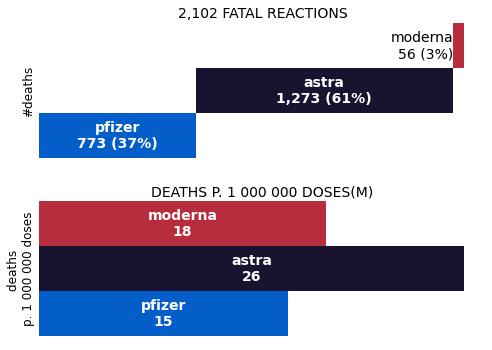 2,102 FATAL REACTIONS
moderna
56 (3%)
astra
1,273 (61%)
pfizer
773 (37%)
#deaths
DEATHS P. 1 000 000 DOSES(M)
moderna
18
astra
26
pfizer
15
deaths
p. 1 000 000 doses